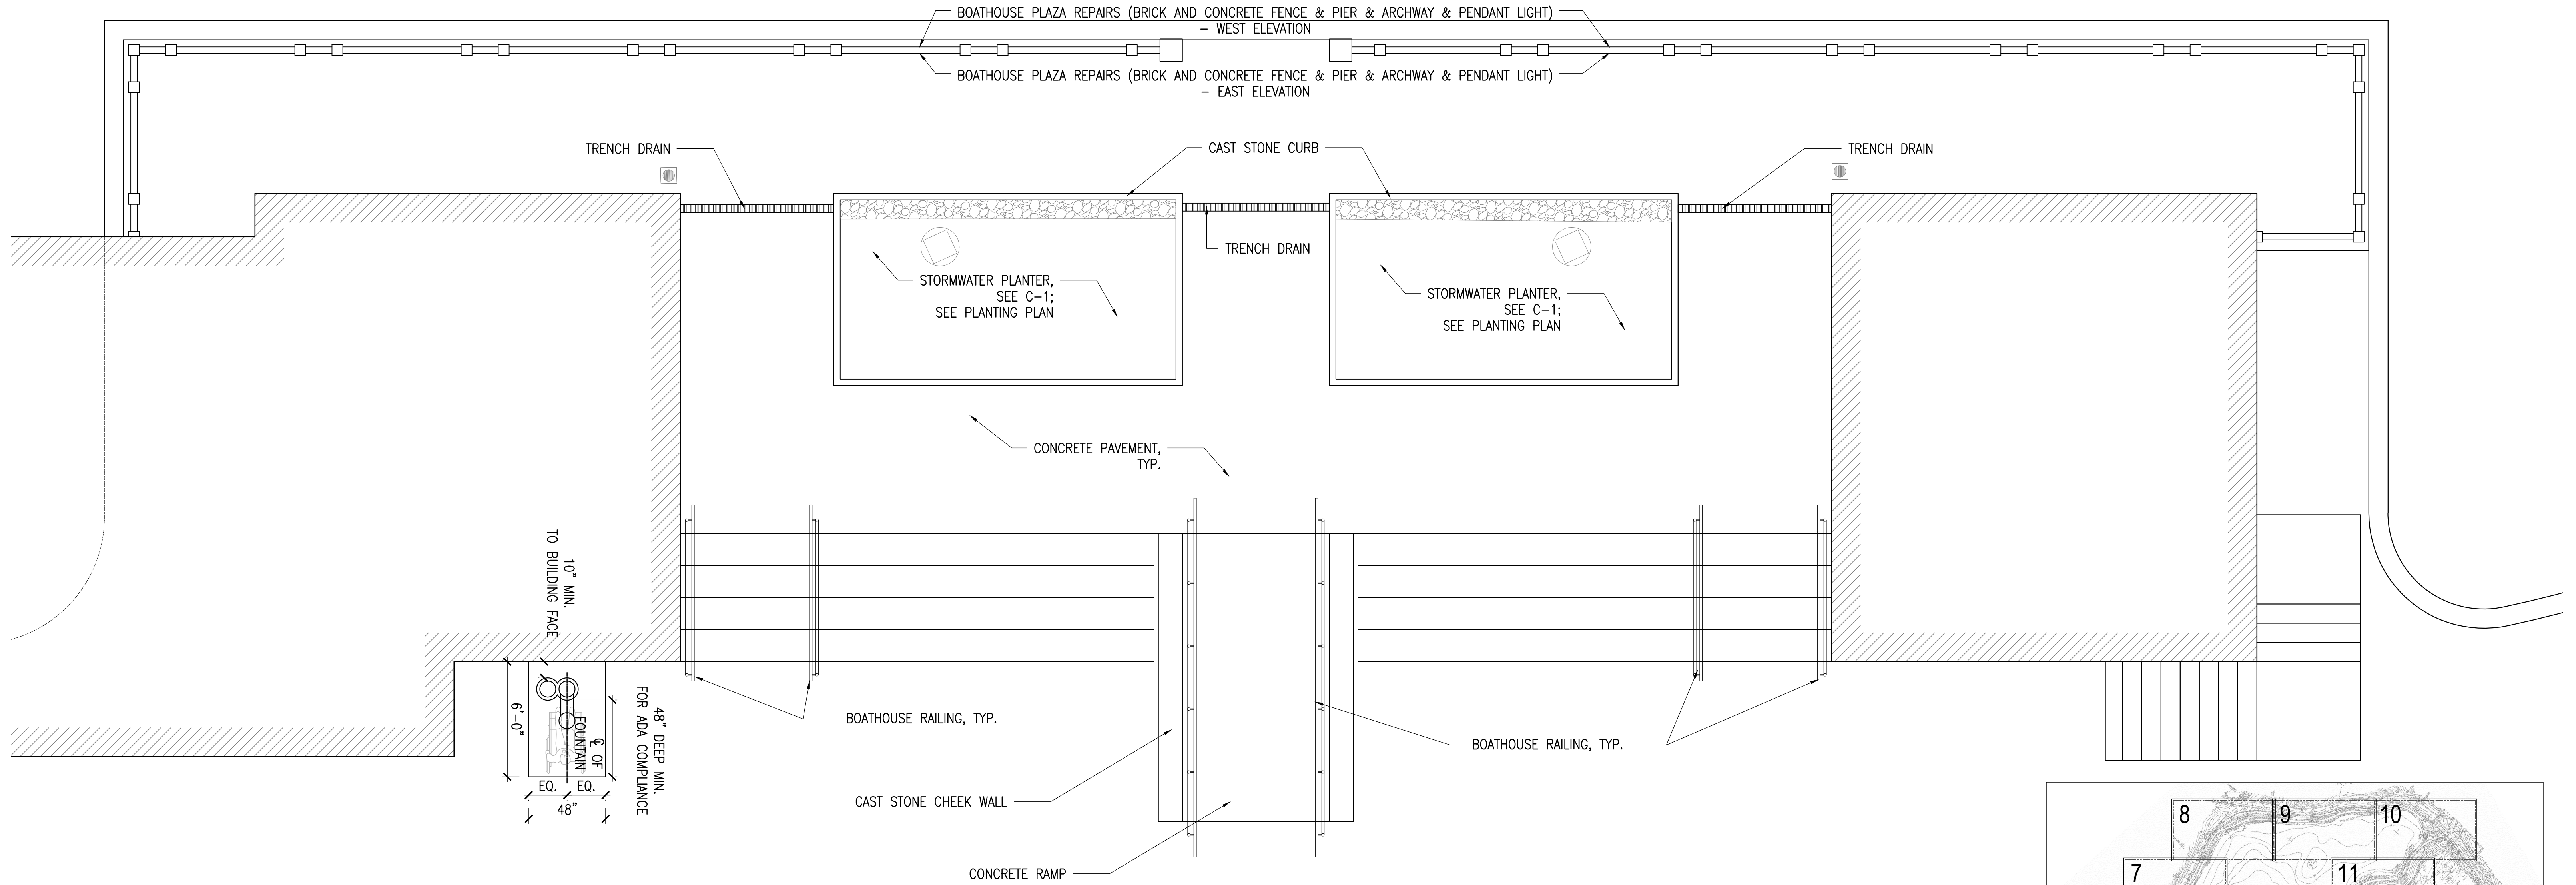 BOATHOUSE PLAZA REPAIRS (BRICK AND CONCRETE FENCE & PIER & ARCHWAY & PENDANT LIGHT)
– WEST ELEVATION
BOATHOUSE PLAZA REPAIRS (BRICK AND CONCRETE FENCE & PIER & ARCHWAY & PENDANT LIGHT)
– EAST ELEVATION
TRENCH DRAIN
CAST STONE CURB
TRENCH DRAIN
TRENCH DRAIN
STORMWATER PLANTER,
SEE C-1;
SEE PLANTING PLAN
STORMWATER PLANTER,
SEE C-1;
SEE PLANTING PLAN
CONCRETE PAVEMENT,
TYP.
10" MIN.
TO BUILDING FACE
6'-0"
℄ OF
FOUNTAIN
48" DEEP MIN.
FOR ADA COMPLIANCE
EQ. EQ.
48"
BOATHOUSE RAILING, TYP.
BOATHOUSE RAILING, TYP.
CAST STONE CHEEK WALL
CONCRETE RAMP
8 9 10
7 11